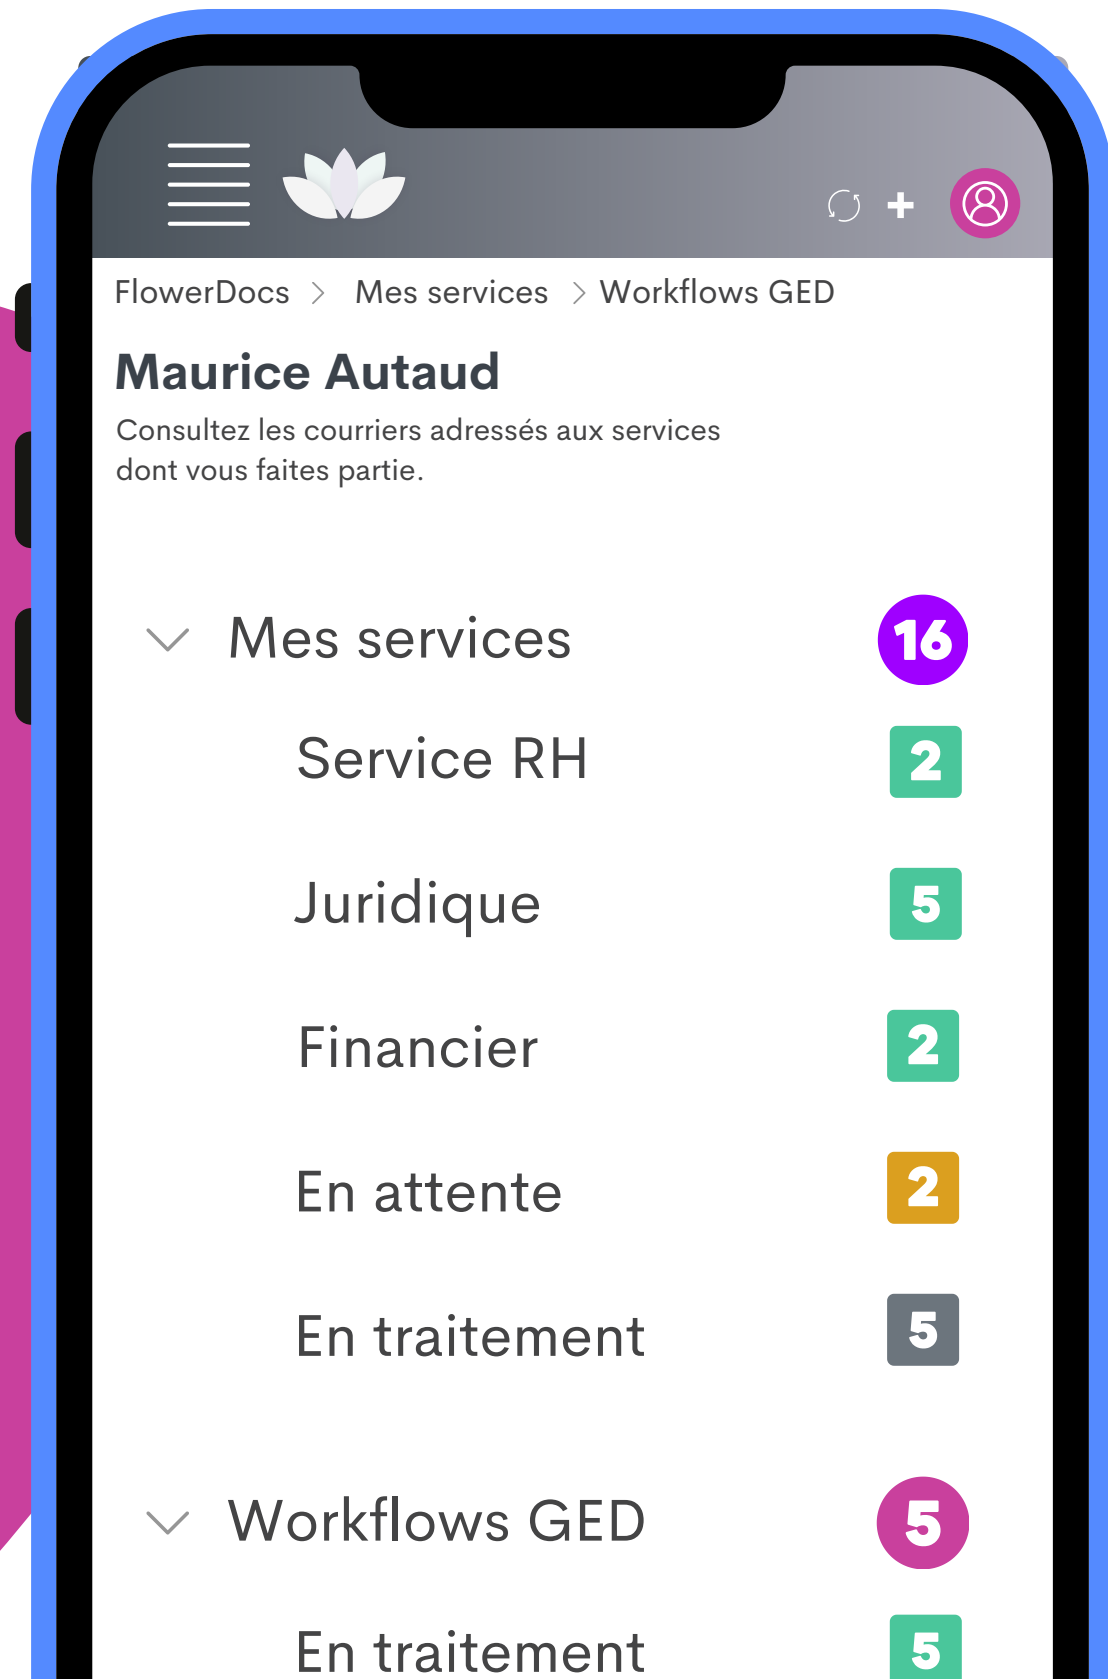 FlowerDocs > Mes services > Workflows GED
Maurice Autaud
Consultez les courriers adressés aux services
dont vous faites partie.
Mes services 16
Service RH 2
Juridique 5
Financier 2
En attente 2
En traitement 5
Workflows GED 5
En traitement 5